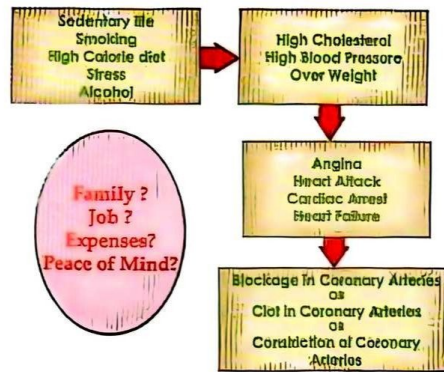 Sedentary life
Smoking
High Calorie diet
Stress
Alcohol
High Cholesterol
High Blood Pressure
Over Weight
Angina
Heart Attack
Cardiac Arrest
Heart Failure
Family ?
Job ?
Expenses?
Peace of Mind?
Blockage in Coronary Arteries
OR
Clot in Coronary Arteries
OR
Constriction of Coronary
Arteries